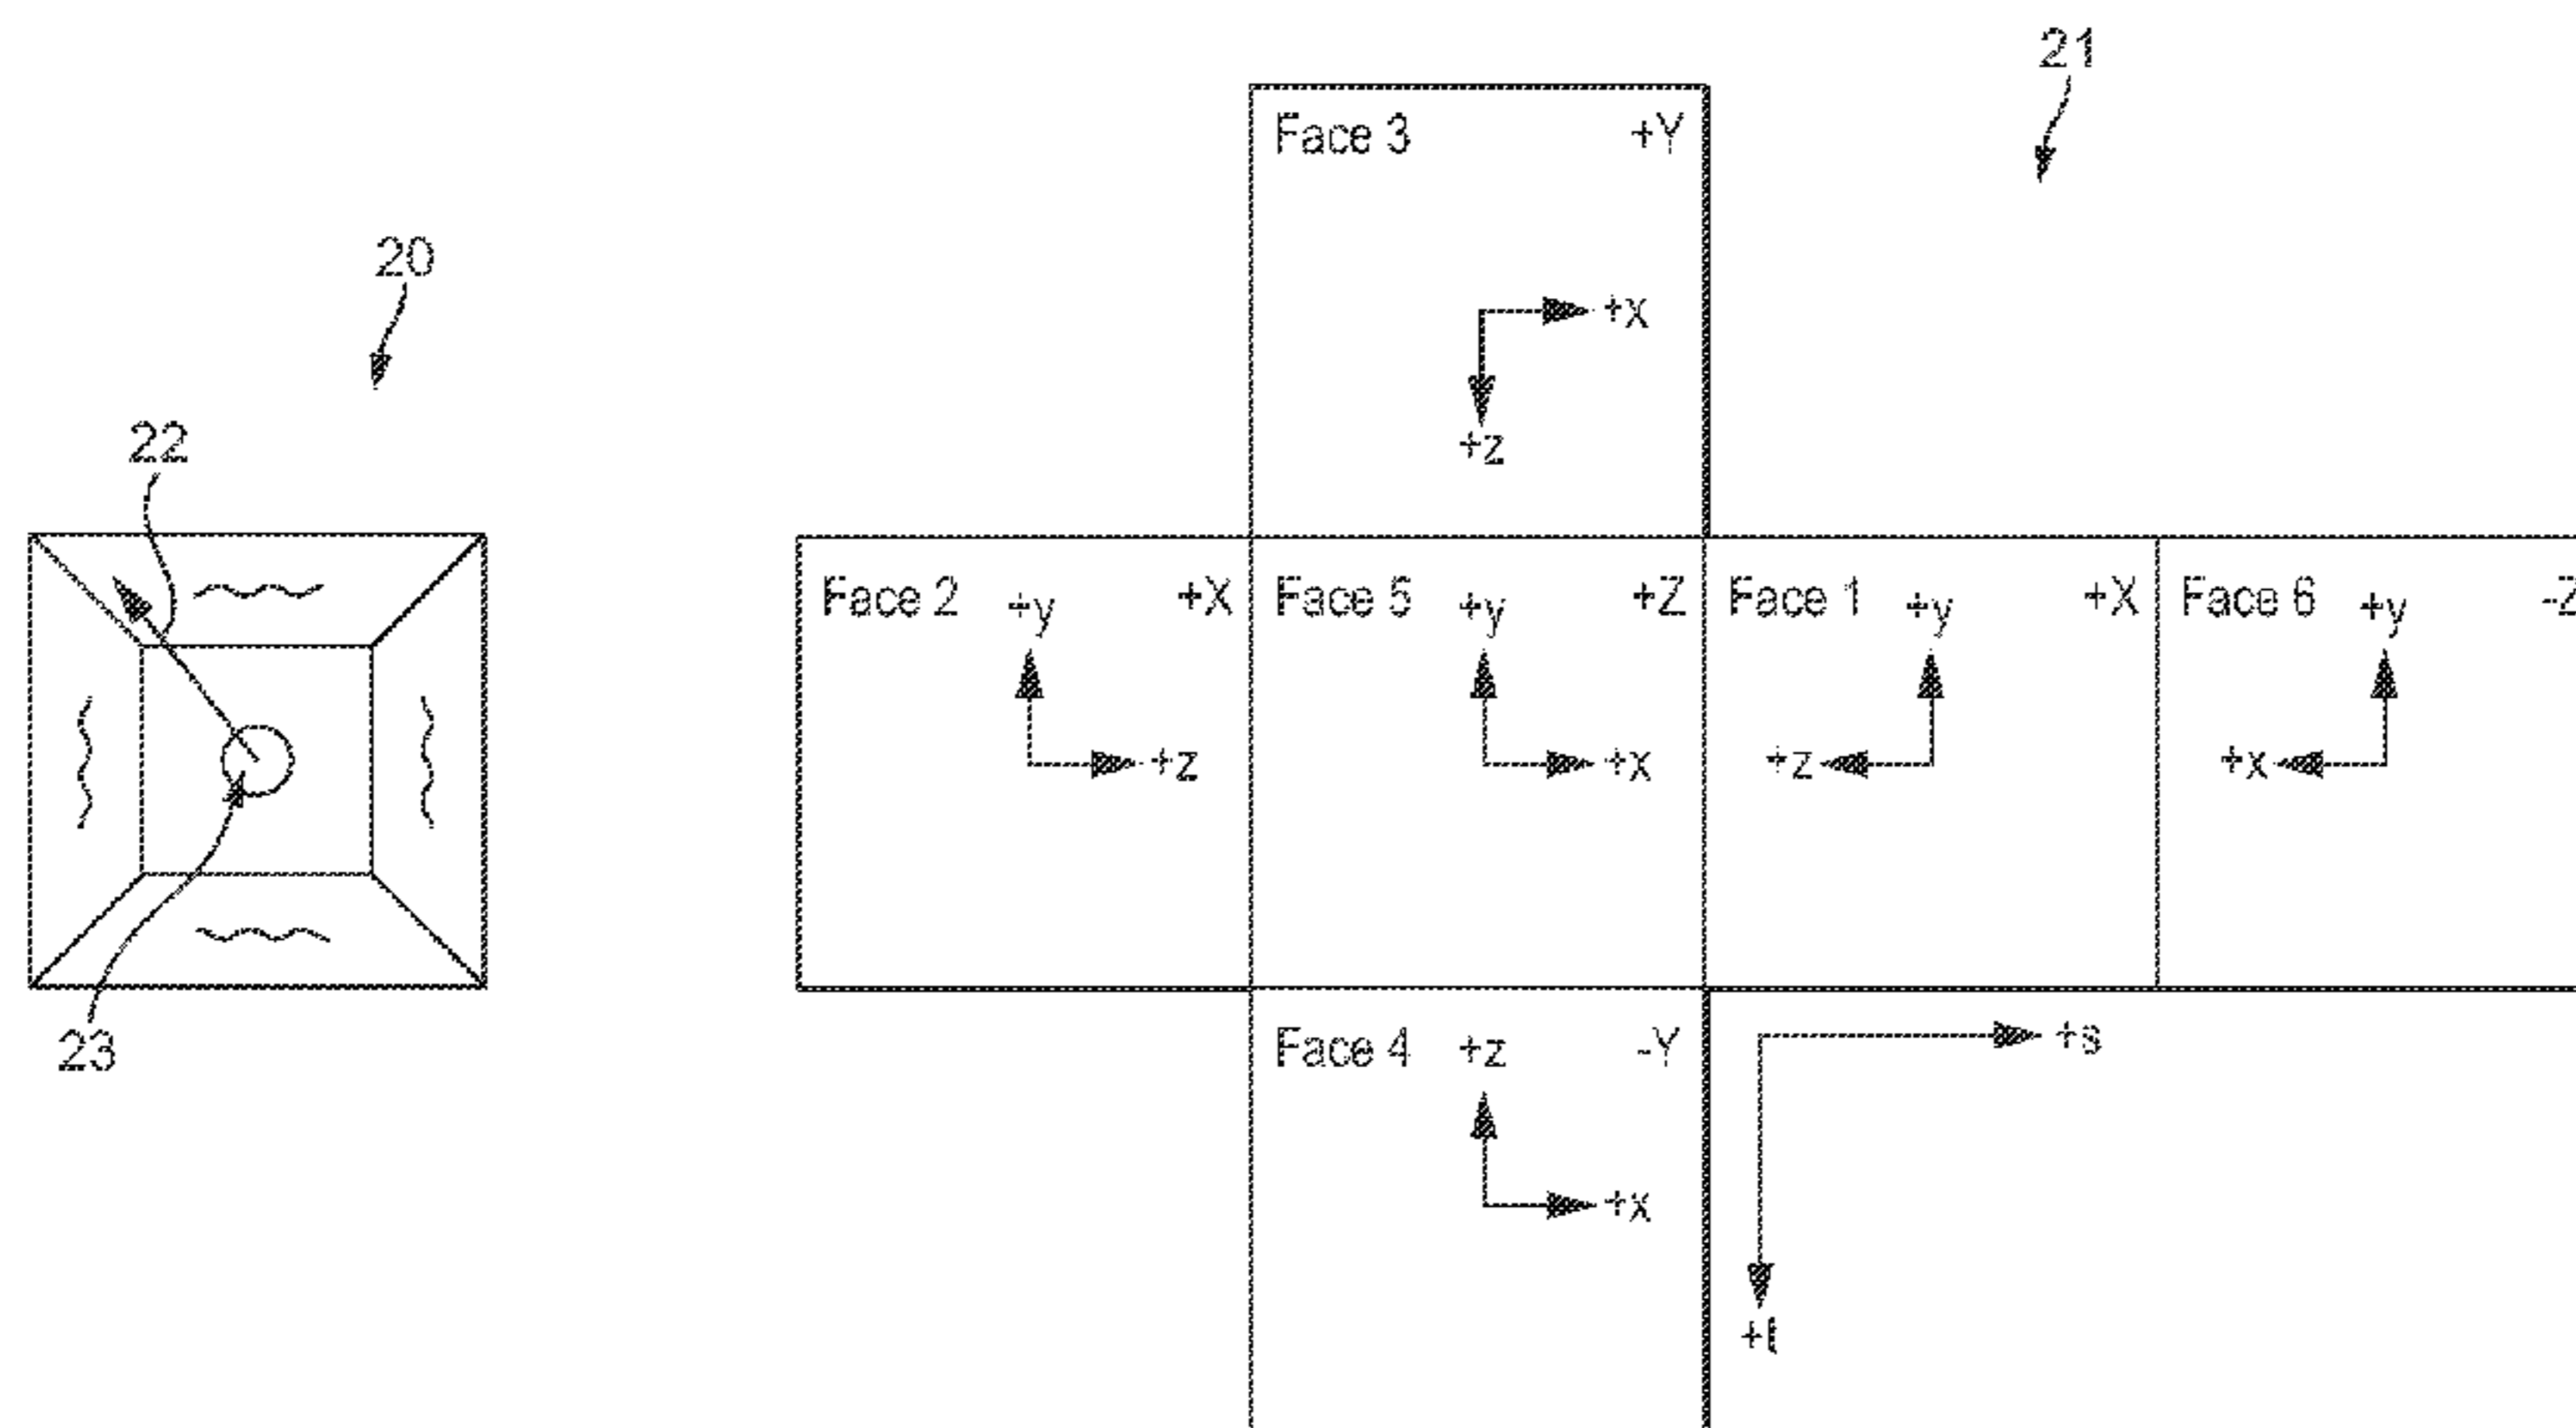 21
Face 3 +Y
20
+x
22
+z
Face 2 +y +X
Face 5 +y +Z
Face 1 +y +X
Face 6 +y -Z
+z
+x
+z
+x
23
Face 4 +z -Y
+s
+x
+t